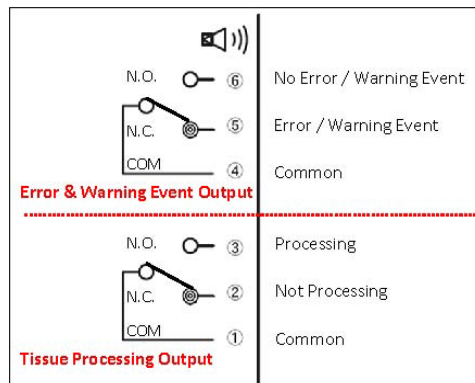 N.O. ⑥ No Error / Warning Event
N.C. ⑤ Error / Warning Event
COM ④ Common
Error & Warning Event Output
N.O. ③ Processing
N.C. ② Not Processing
COM ① Common
Tissue Processing Output